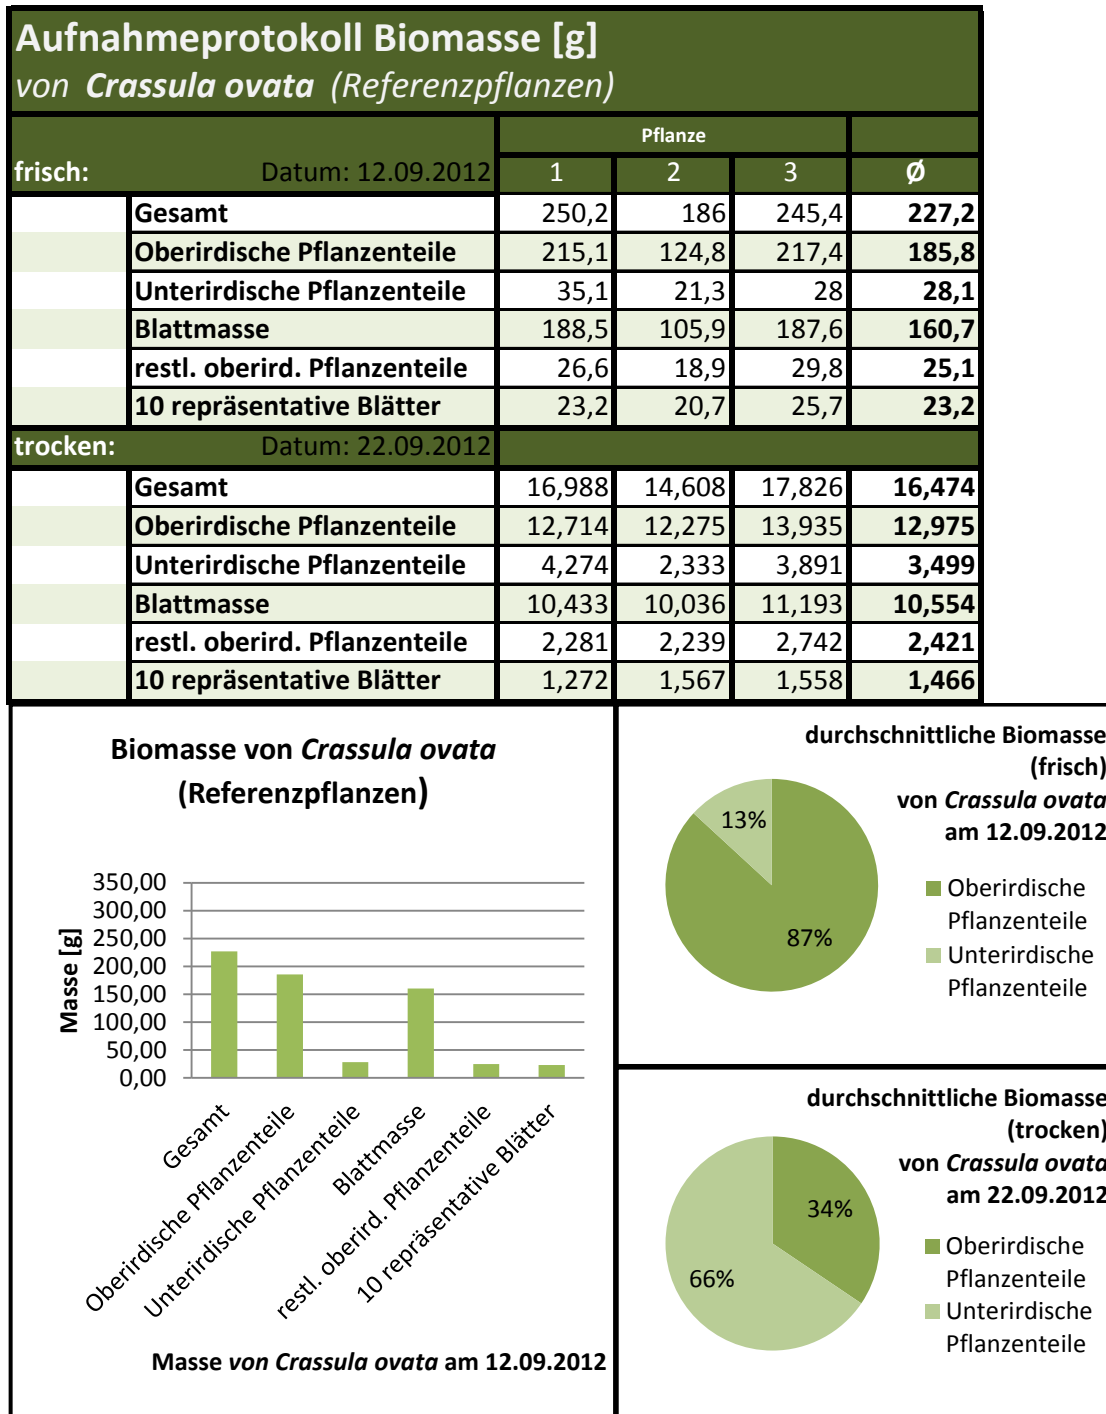 Aufnahmeprotokoll Biomasse [g]
von Crassula ovata (Referenzpflanzen)
Pflanze
frisch: Datum: 12.09.2012 1 2 3 Ø
Gesamt 250,2 186 245,4 227,2
Oberirdische Pflanzenteile 215,1 124,8 217,4 185,8
Unterirdische Pflanzenteile 35,1 21,3 28 28,1
Blattmasse 188,5 105,9 187,6 160,7
restl. oberird. Pflanzenteile 26,6 18,9 29,8 25,1
10 repräsentative Blätter 23,2 20,7 25,7 23,2
trocken: Datum: 22.09.2012
Gesamt 16,988 14,608 17,826 16,474
Oberirdische Pflanzenteile 12,714 12,275 13,935 12,975
Unterirdische Pflanzenteile 4,274 2,333 3,891 3,499
Blattmasse 10,433 10,036 11,193 10,554
restl. oberird. Pflanzenteile 2,281 2,239 2,742 2,421
10 repräsentative Blätter 1,272 1,567 1,558 1,466
Biomasse von Crassula ovata
(Referenzpflanzen)
350,00
300,00
250,00
200,00
150,00
100,00
50,00
0,00
Masse [g]
Gesamt
Oberirdische Pflanzenteile
Unterirdische Pflanzenteile
Blattmasse
restl. oberird. Pflanzenteile
10 repräsentative Blätter
Masse von Crassula ovata am 12.09.2012
durchschnittliche Biomasse
(frisch)
von Crassula ovata
am 12.09.2012
13%
87%
Oberirdische
Pflanzenteile
Unterirdische
Pflanzenteile
durchschnittliche Biomasse
(trocken)
von Crassula ovata
am 22.09.2012
34%
66%
Oberirdische
Pflanzenteile
Unterirdische
Pflanzenteile